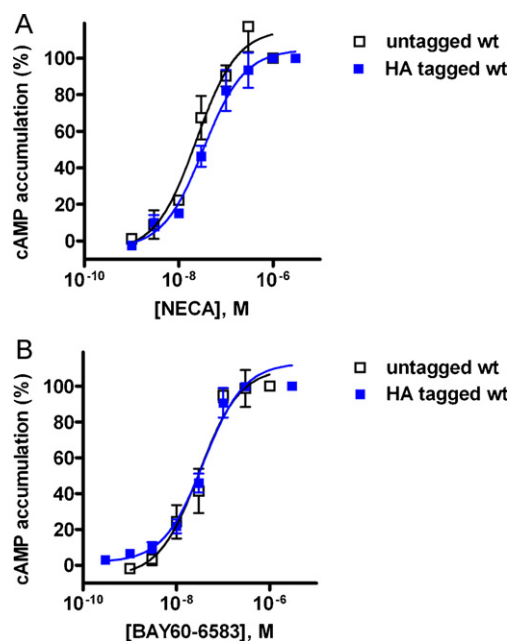 A
cAMP accumulation (%)
100
80
60
40
20
0
10-10
10-8
10-6
[NECA], M
untagged wt
HA tagged wt
B
cAMP accumulation (%)
100
80
60
40
20
0
10-10
10-8
10-6
[BAY60-6583], M
untagged wt
HA tagged wt